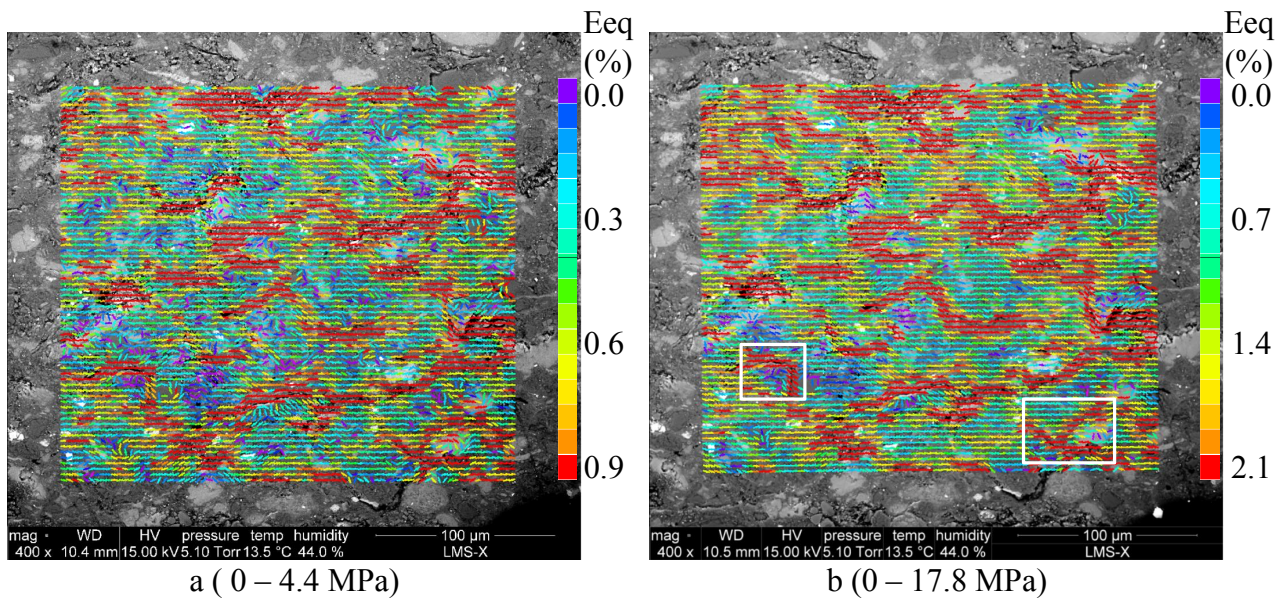 Eeq
(%)
0.0
0.3
0.6
0.9
mag WD HV pressure temp humidity 100 µm
400 x 10.4 mm 15.00 kV 5.10 Torr 13.5 °C 44.0 % LMS-X
a ( 0 – 4.4 MPa)
Eeq
(%)
0.0
0.7
1.4
2.1
mag WD HV pressure temp humidity 100 µm
400 x 10.5 mm 15.00 kV 5.10 Torr 13.5 °C 44.0 % LMS-X
b (0 – 17.8 MPa)